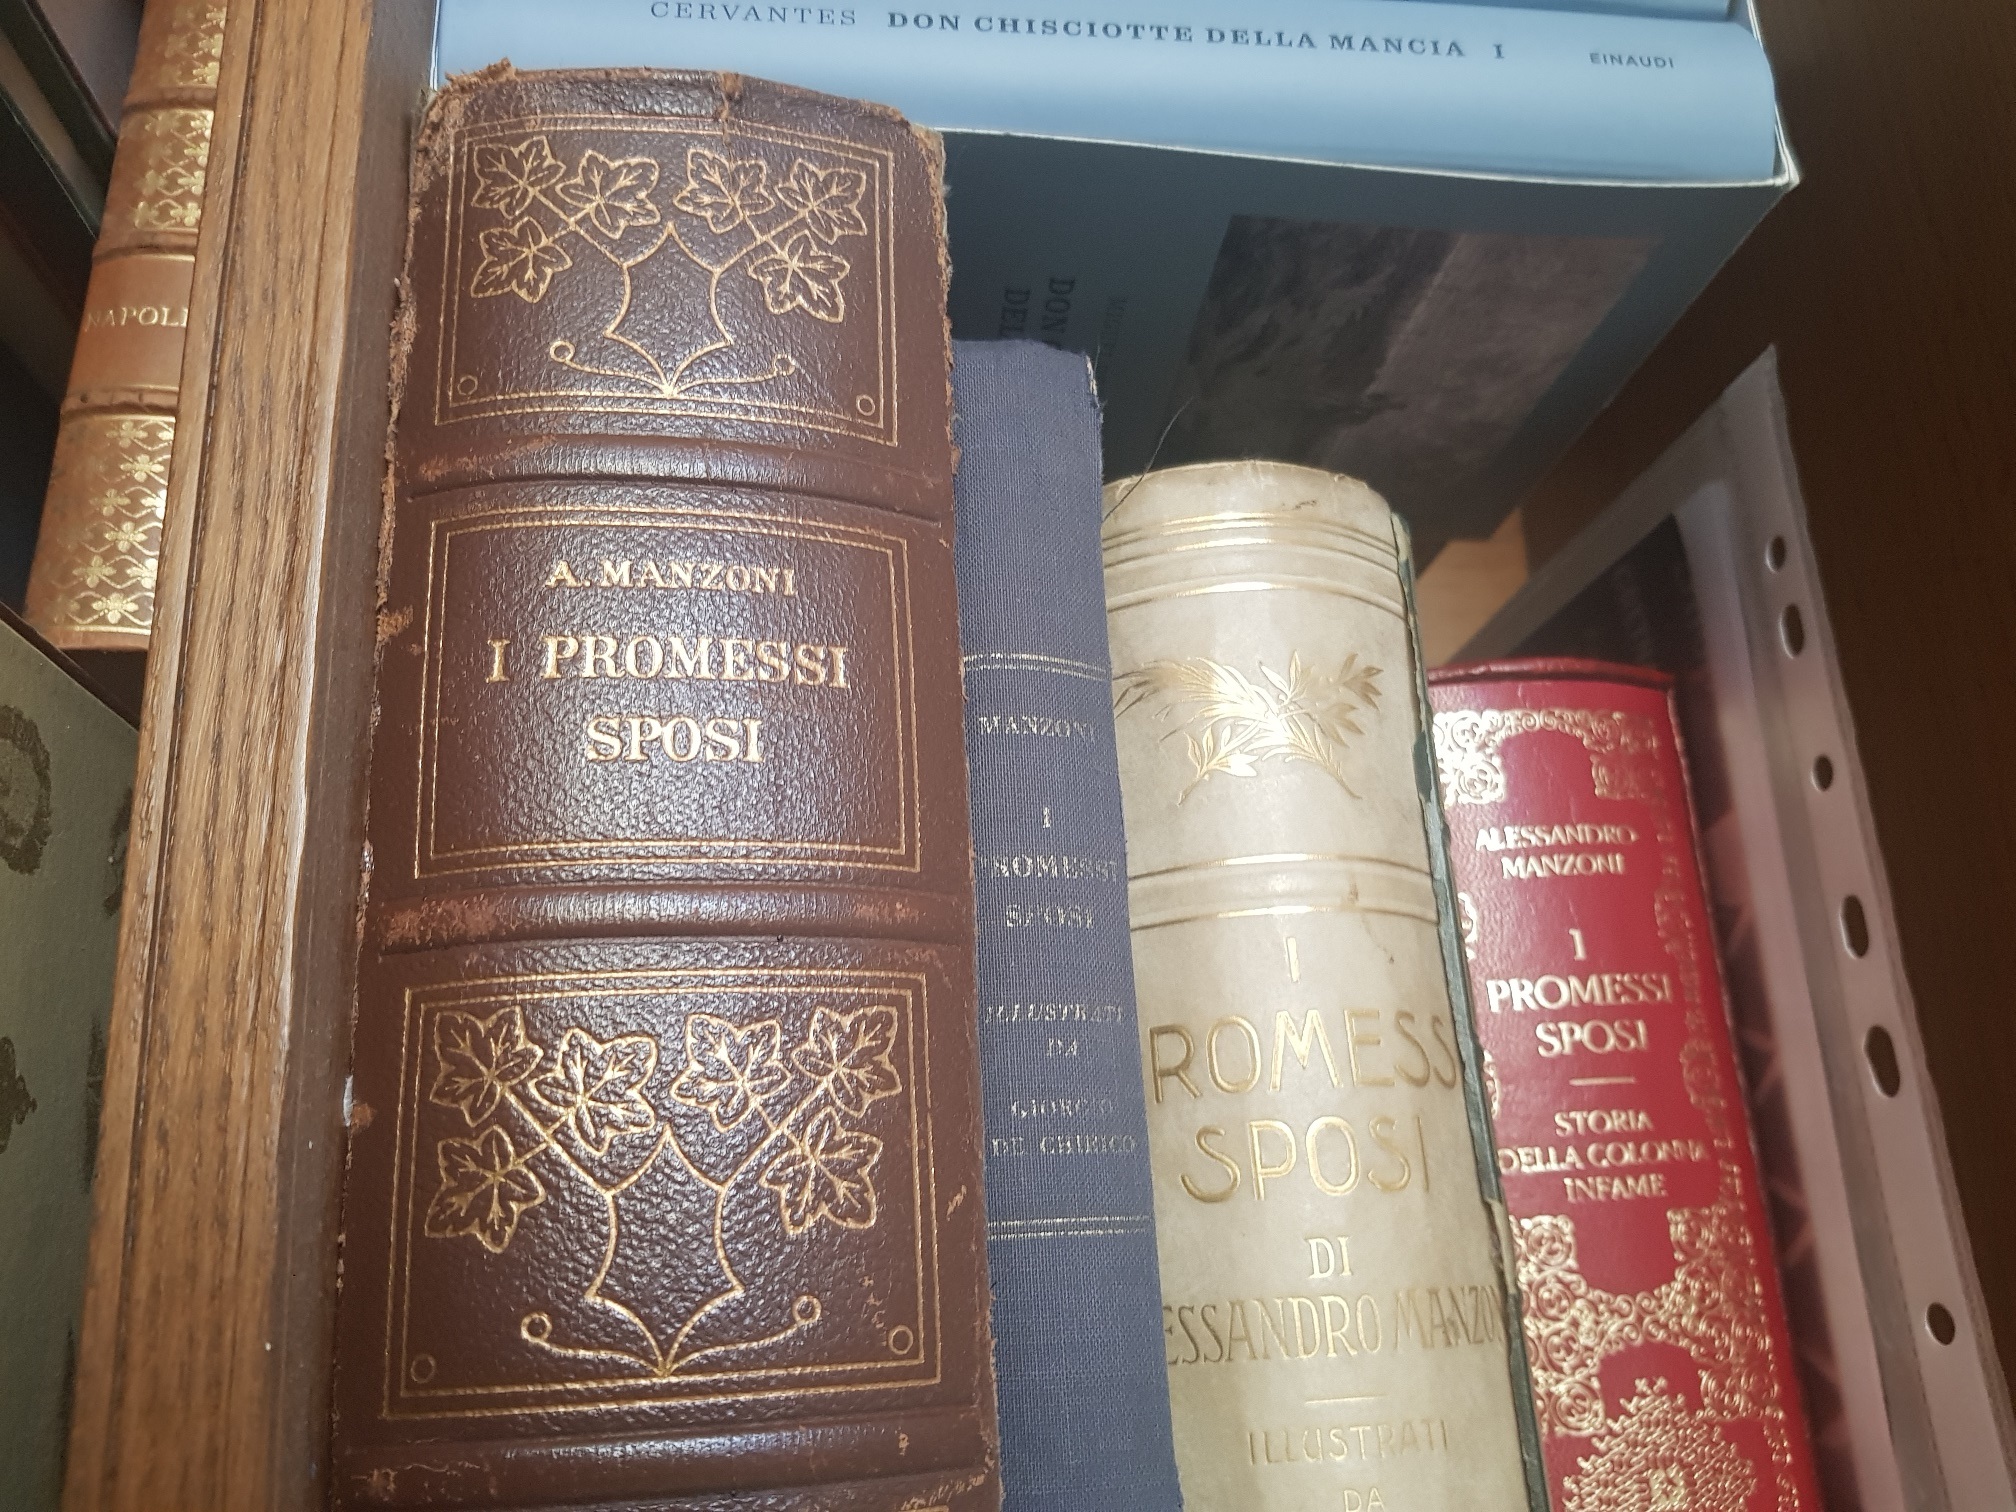 CERVANTES DON CHISCIOTTE DELLA MANCIA I EINAUDI
NAPOLI
A. MANZONI
I PROMESSI
SPOSI
MANZONI
I
PROMESSI
SPOSI
ILLUSTRATI
DA
GIORGIO
DE CHIRICO
I
ROMESS
SPOSI
DI
ESSANDRO MANZON
ILLUSTRATI
DA
ALESSANDRO
MANZONI
I
PROMESSI
SPOSI
STORIA
DELLA COLONNA
INFAME